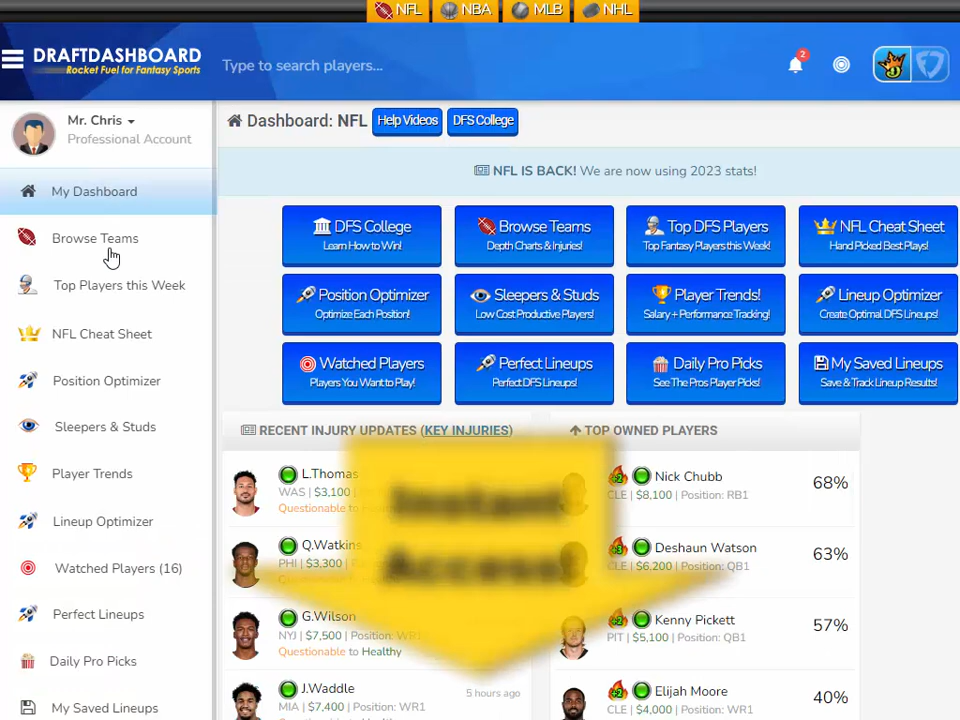 NFL NBA MLB NHL
DRAFTDASHBOARD
Rocket Fuel for Fantasy Sports
Type to search players...
2
Mr. Chris
Professional Account
My Dashboard
Browse Teams
Top Players this Week
NFL Cheat Sheet
Position Optimizer
Sleepers & Studs
Player Trends
Lineup Optimizer
Watched Players (16)
Perfect Lineups
Daily Pro Picks
My Saved Lineups
Dashboard: NFL Help Videos DFS College
NFL IS BACK! We are now using 2023 stats!
DFS College
Learn How to Win!
Browse Teams
Depth Charts & Injuries!
Top DFS Players
Top Fantasy Players this Week!
NFL Cheat Sheet
Hand Picked Best Plays!
Position Optimizer
Optimize Each Position!
Sleepers & Studs
Low Cost Productive Players!
Player Trends!
Salary + Performance Tracking!
Lineup Optimizer
Create Optimal DFS Lineups!
Watched Players
Players You Want to Play!
Perfect Lineups
Perfect DFS Lineups!
Daily Pro Picks
See The Pros Player Picks!
My Saved Lineups
Save & Track Lineup Results!
RECENT INJURY UPDATES (KEY INJURIES)
L.Thomas
WAS | $3,100
Questionable to
Q.Watkins
PHI | $3,300
G.Wilson
NYJ | $7,500 | Position: WR1
Questionable to Healthy
J.Waddle
5 hours ago
MIA | $7,400 | Position: WR1
Instant
Access!
TOP OWNED PLAYERS
+2 Nick Chubb
CLE | $8,100 | Position: RB1
68%
+3 Deshaun Watson
CLE | $6,200 | QB1
63%
+2 Kenny Pickett
PIT | $5,100 | Position: QB1
57%
+2 Elijah Moore
CLE | $4,000 | Position: WR1
40%